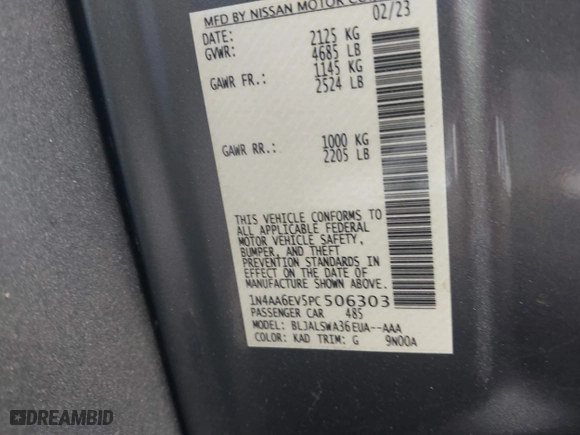 MFD BY NISSAN MOTOR CO
DATE: 02/23
GVWR: 2125 KG
4685 LB
GAWR FR.: 1145 KG
2524 LB
GAWR RR.: 1000 KG
2205 LB
THIS VEHICLE CONFORMS TO
ALL APPLICABLE FEDERAL
MOTOR VEHICLE SAFETY,
BUMPER, AND THEFT
PREVENTION STANDARDS IN
EFFECT ON THE DATE OF
MANUFACTURE SHOWN ABOVE.
1N4AA6EV5PC506303
PASSENGER CAR 485
MODEL: BLJALSWA36EUA--AAA
COLOR: KAD TRIM: G 9N00A
DREAMBID